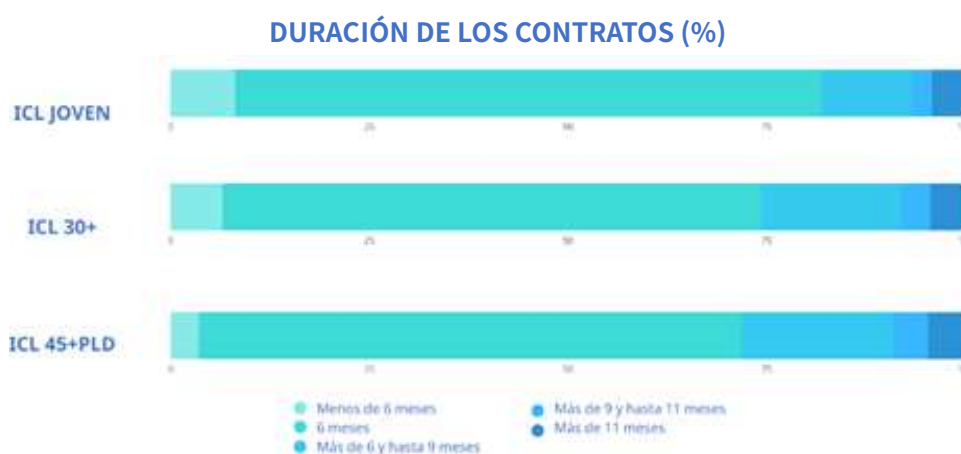 DURACIÓN DE LOS CONTRATOS (%)
ICL JOVEN
0 25 50 75
ICL 30+
0 25 50 75
ICL 45+PLD
0 25 50 75
Menos de 6 meses
6 meses
Más de 6 y hasta 9 meses
Más de 9 y hasta 11 meses
Más de 11 meses